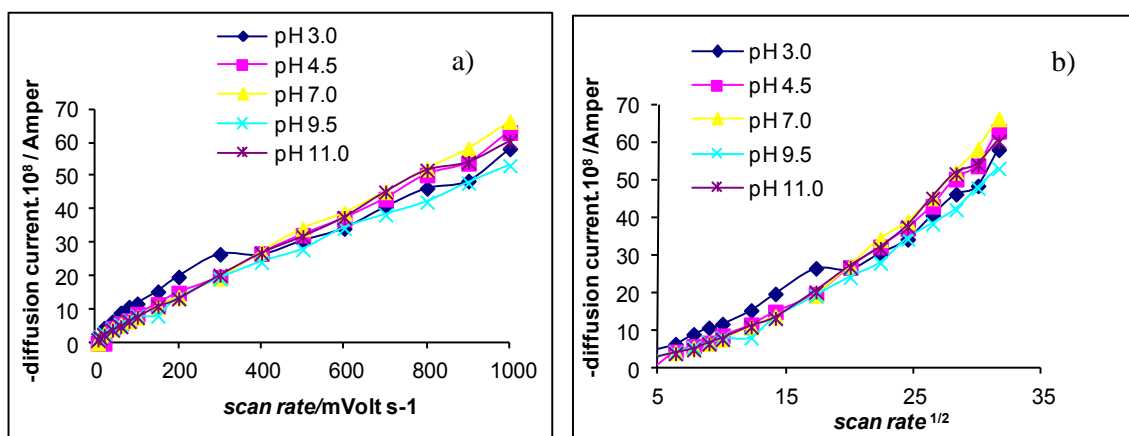 a)
pH 3.0
pH 4.5
pH 7.0
pH 9.5
pH 11.0
-diffusion current.10⁸ / Amper
70
60
50
40
30
20
10
0
0 200 400 600 800 1000
scan rate/mVolt s-1
b)
pH 3.0
pH 4.5
pH 7.0
pH 9.5
pH 11.0
-diffusion current.10⁸ /Amper
70
60
50
40
30
20
10
0
5 15 25 35
scan rate ¹/²